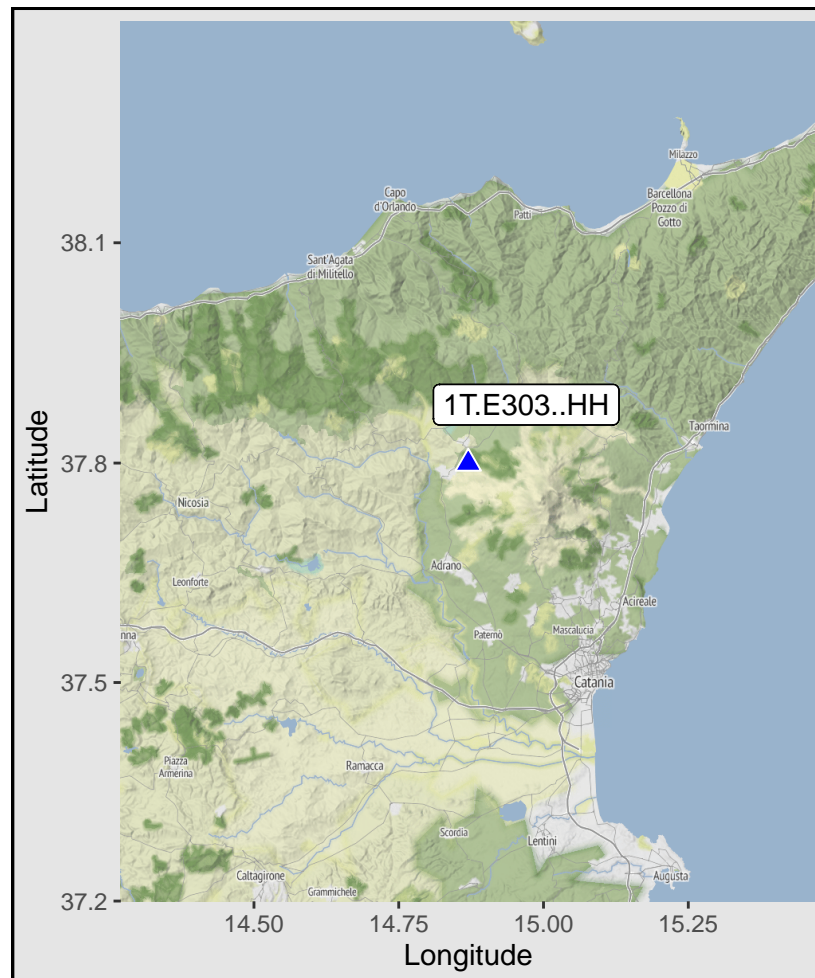 Milazzo
Capo
d'Orlando
Barcellona
Pozzo di
Gotto
Patti
38.1
Sant'Agata
di Militello
1T.E303..HH
Taormina
37.8
Latitude
Nicosia
Adrano
Leonforte
Acireale
Mascalucia
Paternò
nna
37.5
Catania
Piazza
Armerina
Ramacca
Scordia
Lentini
Caltagirone
Augusta
Grammichele
37.2
14.50
14.75
15.00
15.25
Longitude